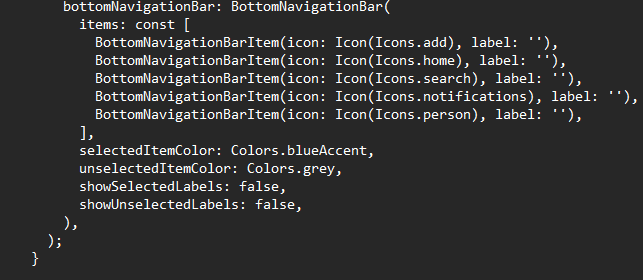 bottomNavigationBar: BottomNavigationBar(
items: const [
BottomNavigationBarItem(icon: Icon(Icons.add), label: ''),
BottomNavigationBarItem(icon: Icon(Icons.home), label: ''),
BottomNavigationBarItem(icon: Icon(Icons.search), label: ''),
BottomNavigationBarItem(icon: Icon(Icons.notifications), label: ''),
BottomNavigationBarItem(icon: Icon(Icons.person), label: ''),
],
selectedItemColor: Colors.blueAccent,
unselectedItemColor: Colors.grey,
showSelectedLabels: false,
showUnselectedLabels: false,
),
);
}